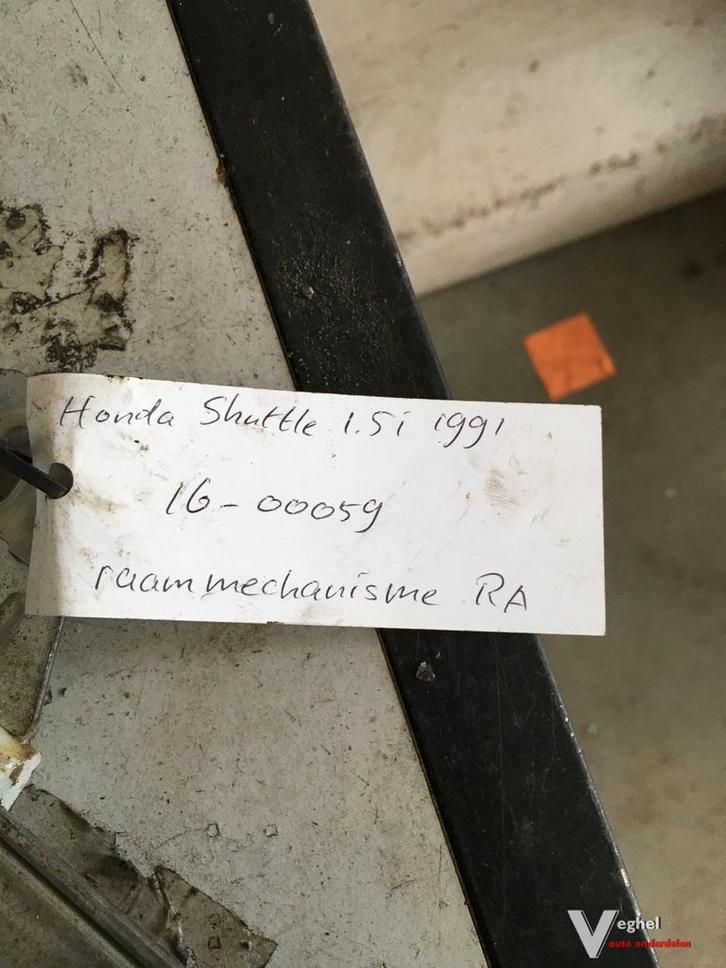 Honda Shuttle 1.5i 1991
16-00059
raammechanisme RA
Veghel
auto onderdelen